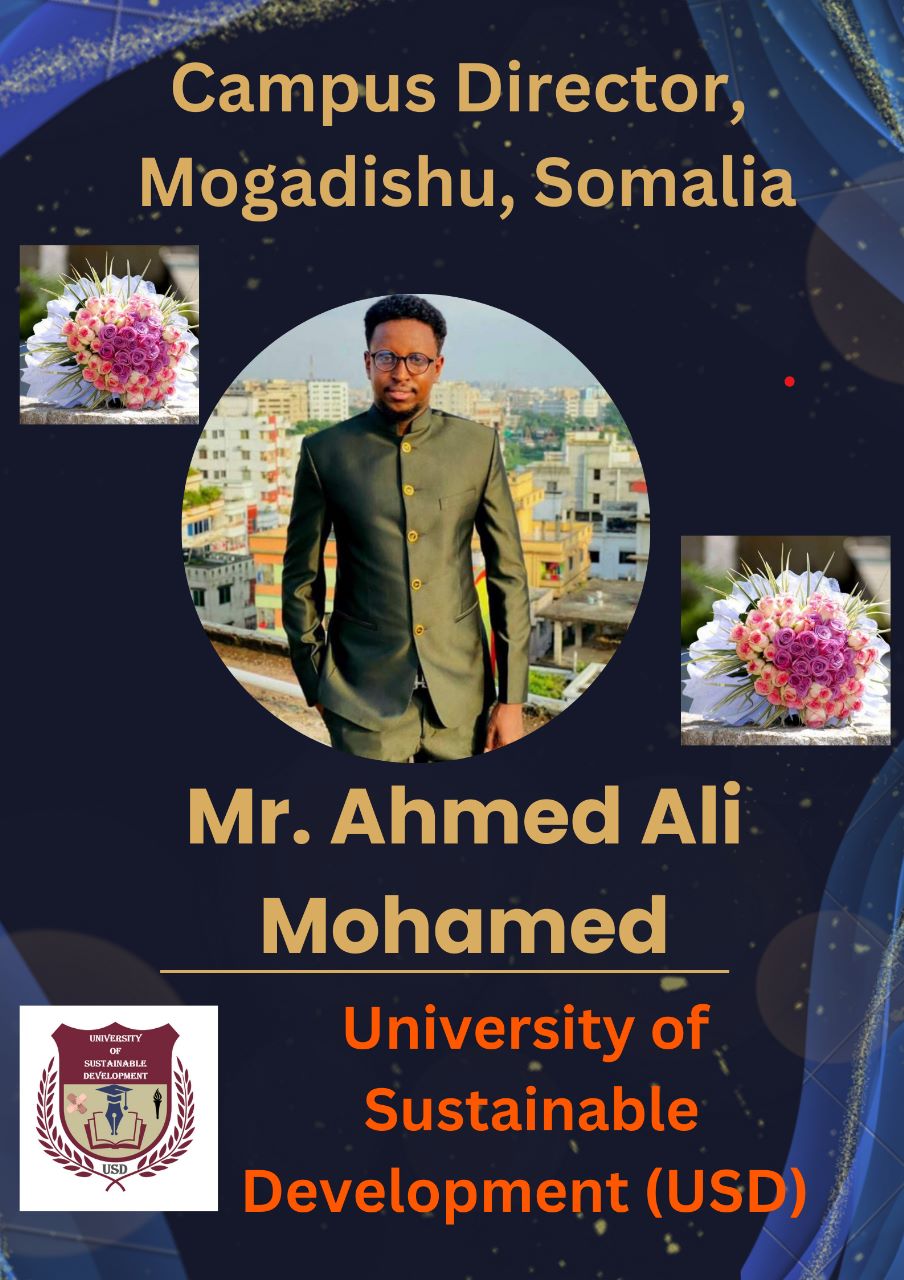 Campus Director,
Mogadishu, Somalia
Mr. Ahmed Ali
Mohamed
UNIVERSITY
OF
SUSTAINABLE
DEVELOPMENT
USD
University of
Sustainable
Development (USD)